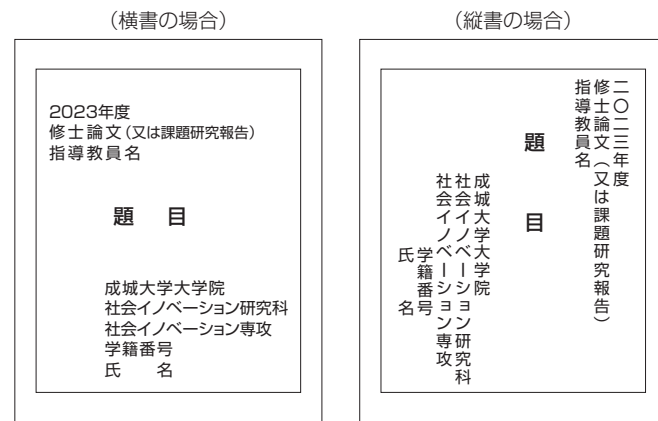 （横書の場合）
2023年度
修士論文（又は課題研究報告）
指導教員名
題　目
成城大学大学院
社会イノベーション研究科
社会イノベーション専攻
学籍番号
氏　　名
（縦書の場合）
二〇二三年度
修士論文（又は課題研究報告）
指導教員名
題　目
成城大学大学院
社会イノベーション研究科
社会イノベーション専攻
学籍番号
氏　　名